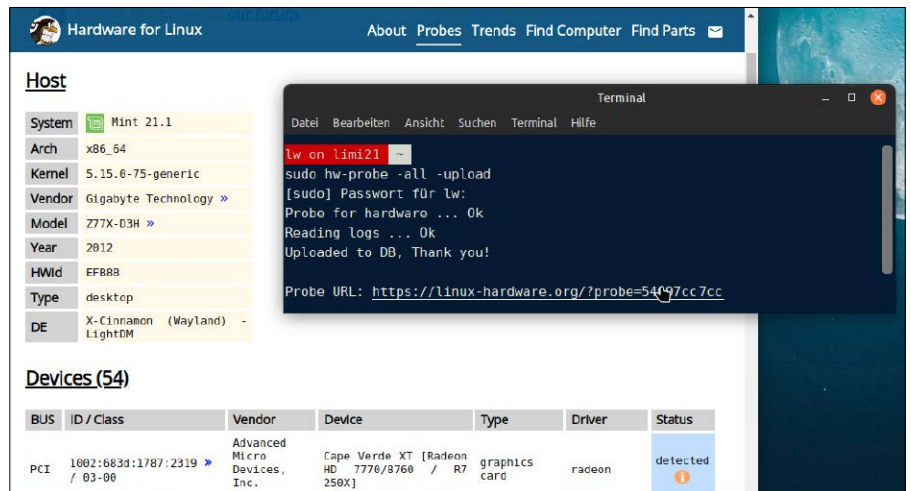 our forum
Hardware for Linux
About Probes Trends Find Computer Find Parts
Host
System Mint 21.1
Arch x86_64
Kernel 5.15.0-75-generic
Vendor Gigabyte Technology »
Model Z77X-D3H »
Year 2012
HWid EFB8B
Type desktop
DE X-Cinnamon (Wayland) -
LightDM
Terminal
Datei Bearbeiten Ansicht Suchen Terminal Hilfe
lw on limi21 ~
sudo hw-probe -all -upload
[sudo] Passwort für lw:
Probe for hardware ... Ok
Reading logs ... Ok
Uploaded to DB, Thank you!
Probe URL:
Devices (54)
BUS ID / Class Vendor Device Type Driver Status
PCI
1002:683d:1787:2319 »
/ 03-00
Advanced
Micro
Devices,
Inc.
Cape Verde XT [Radeon
HD 7770/8760 / R7
250X]
graphics
card
radeon
detected